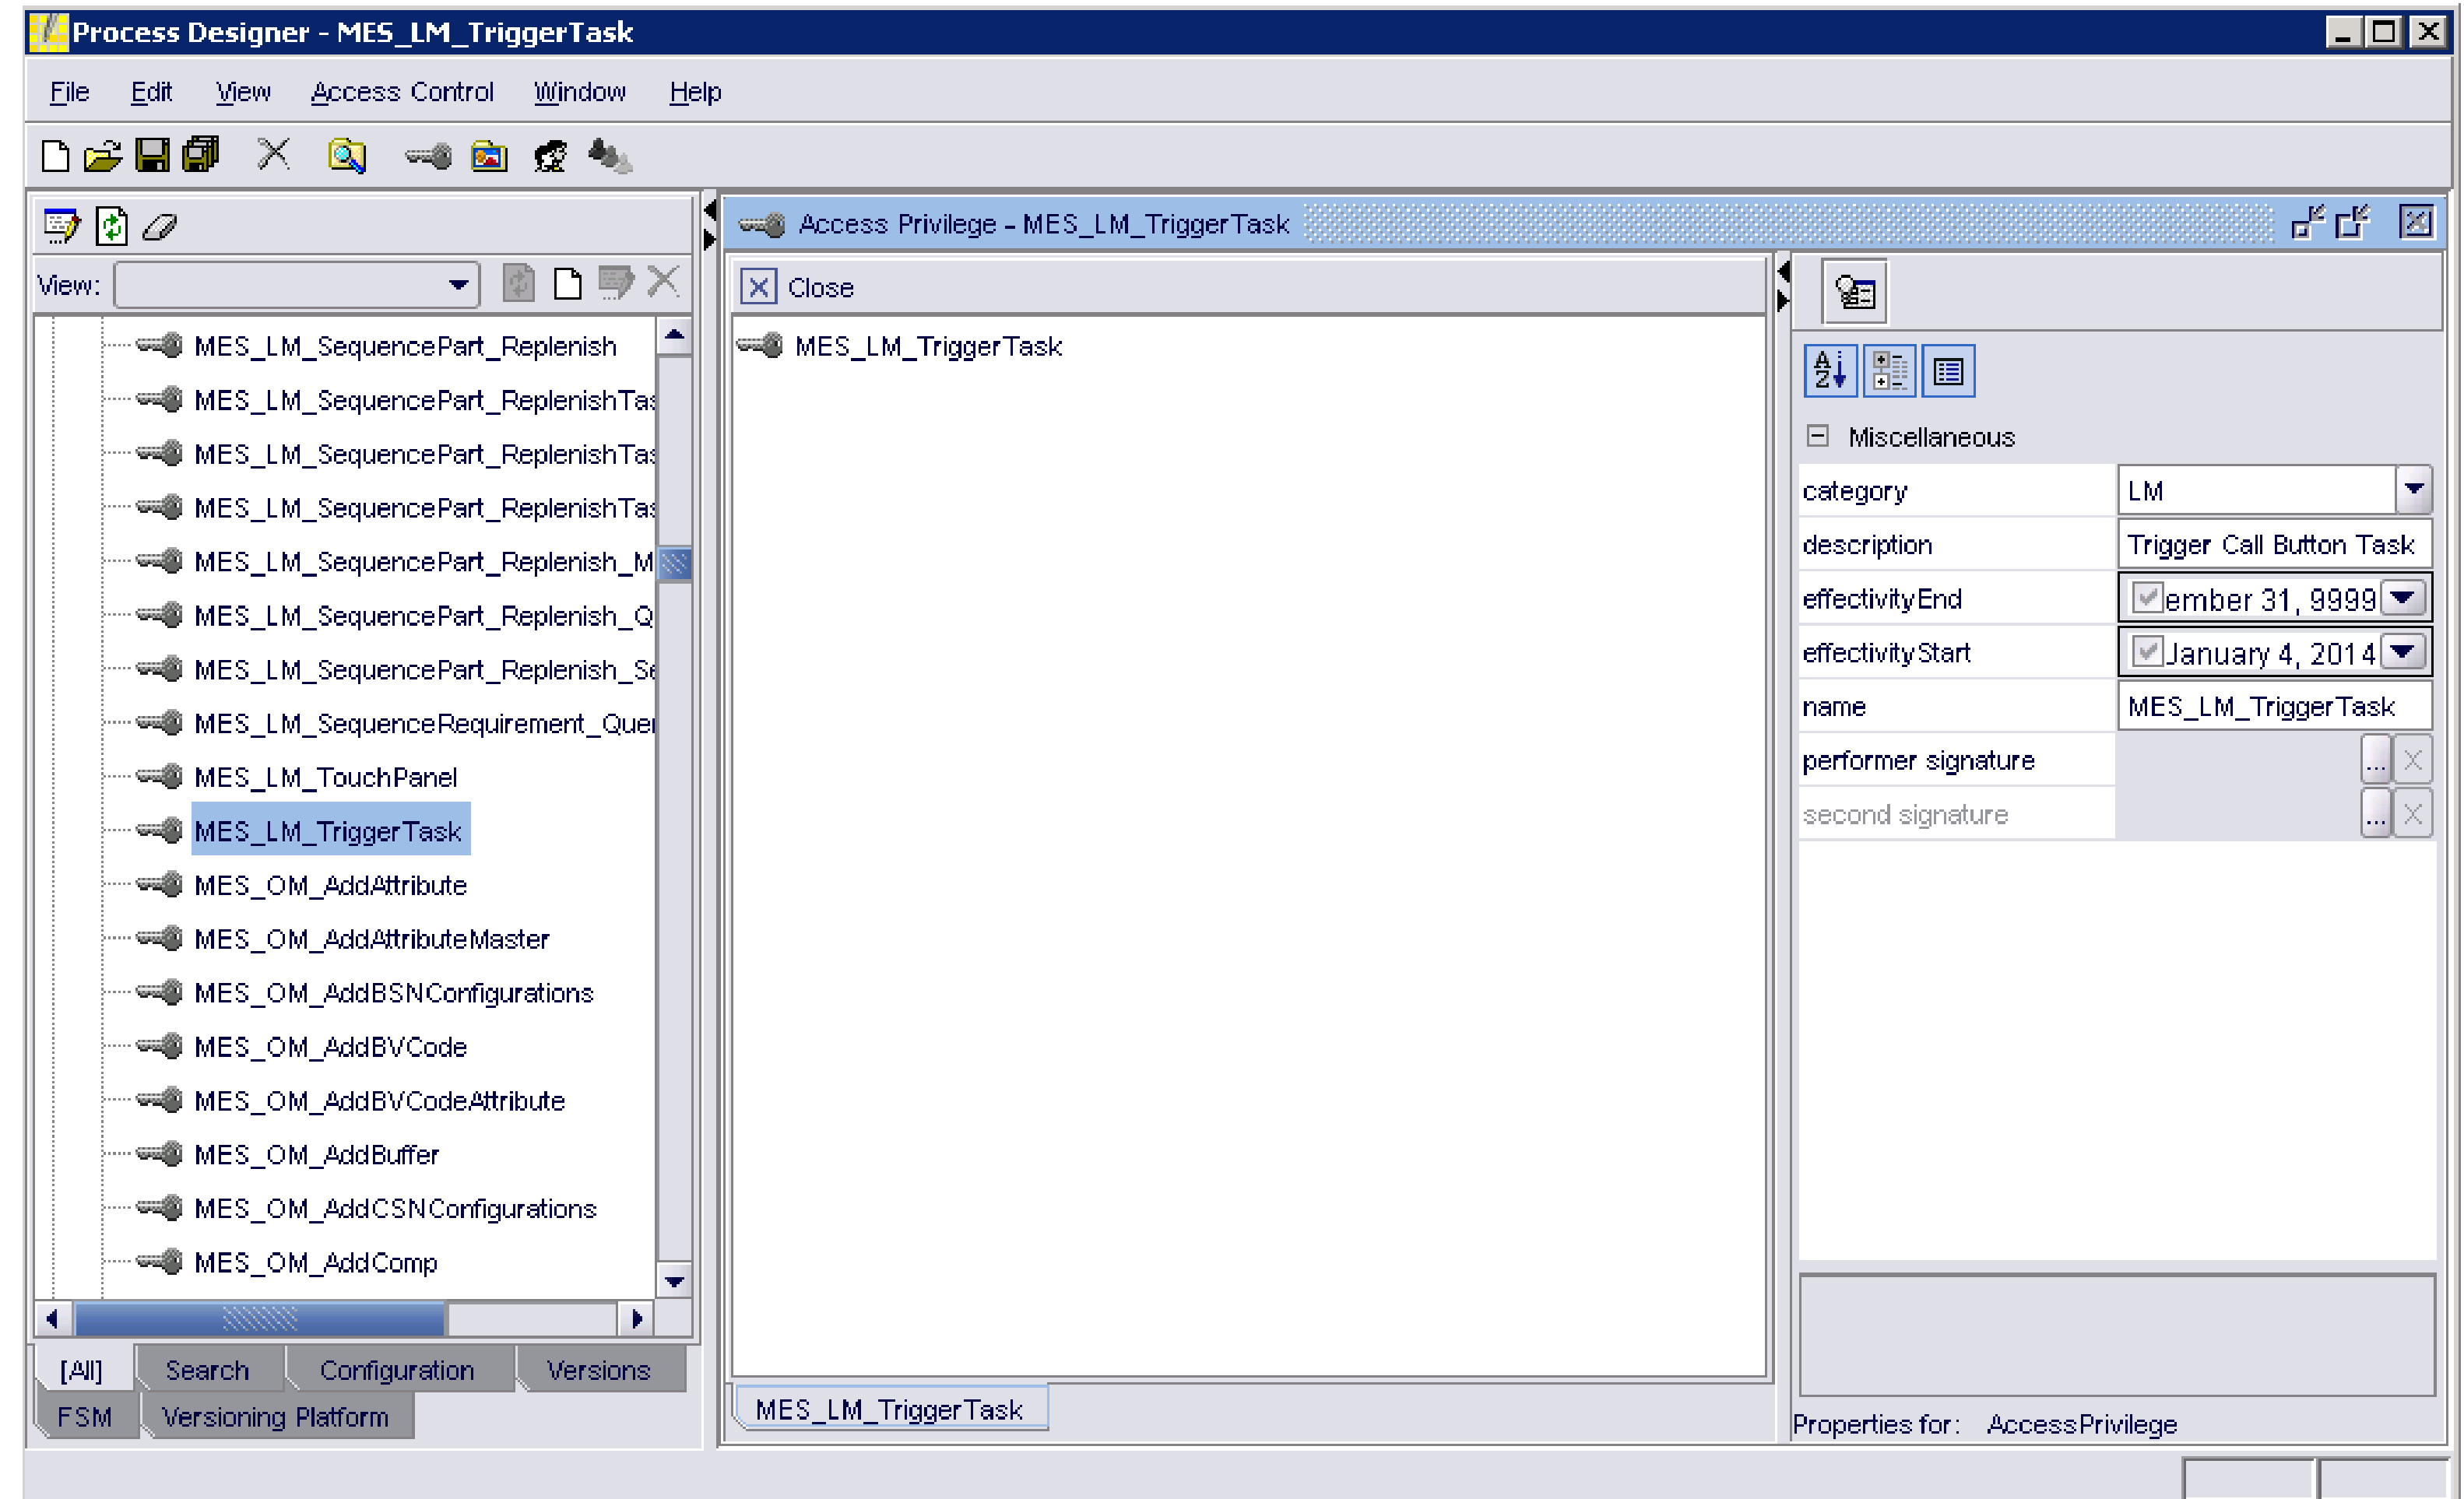 Process Designer - MES_LM_TriggerTask
File Edit View Access Control Window Help
View:
MES_LM_SequencePart_Replenish
MES_LM_SequencePart_ReplenishTas
MES_LM_SequencePart_ReplenishTas
MES_LM_SequencePart_ReplenishTas
MES_LM_SequencePart_Replenish_M
MES_LM_SequencePart_Replenish_Q
MES_LM_SequencePart_Replenish_Se
MES_LM_SequenceRequirement_Quer
MES_LM_TouchPanel
MES_LM_TriggerTask
MES_OM_AddAttribute
MES_OM_AddAttributeMaster
MES_OM_AddBSNConfigurations
MES_OM_AddBVCode
MES_OM_AddBVCodeAttribute
MES_OM_AddBuffer
MES_OM_AddCSNConfigurations
MES_OM_AddComp
[All] Search Configuration Versions
FSM Versioning Platform
Access Privilege - MES_LM_TriggerTask
Close
MES_LM_TriggerTask
MES_LM_TriggerTask
Miscellaneous
category LM
description Trigger Call Button Task
effectivityEnd ember 31, 9999
effectivityStart January 4, 2014
name MES_LM_TriggerTask
performer signature ...
second signature ...
Properties for: AccessPrivilege